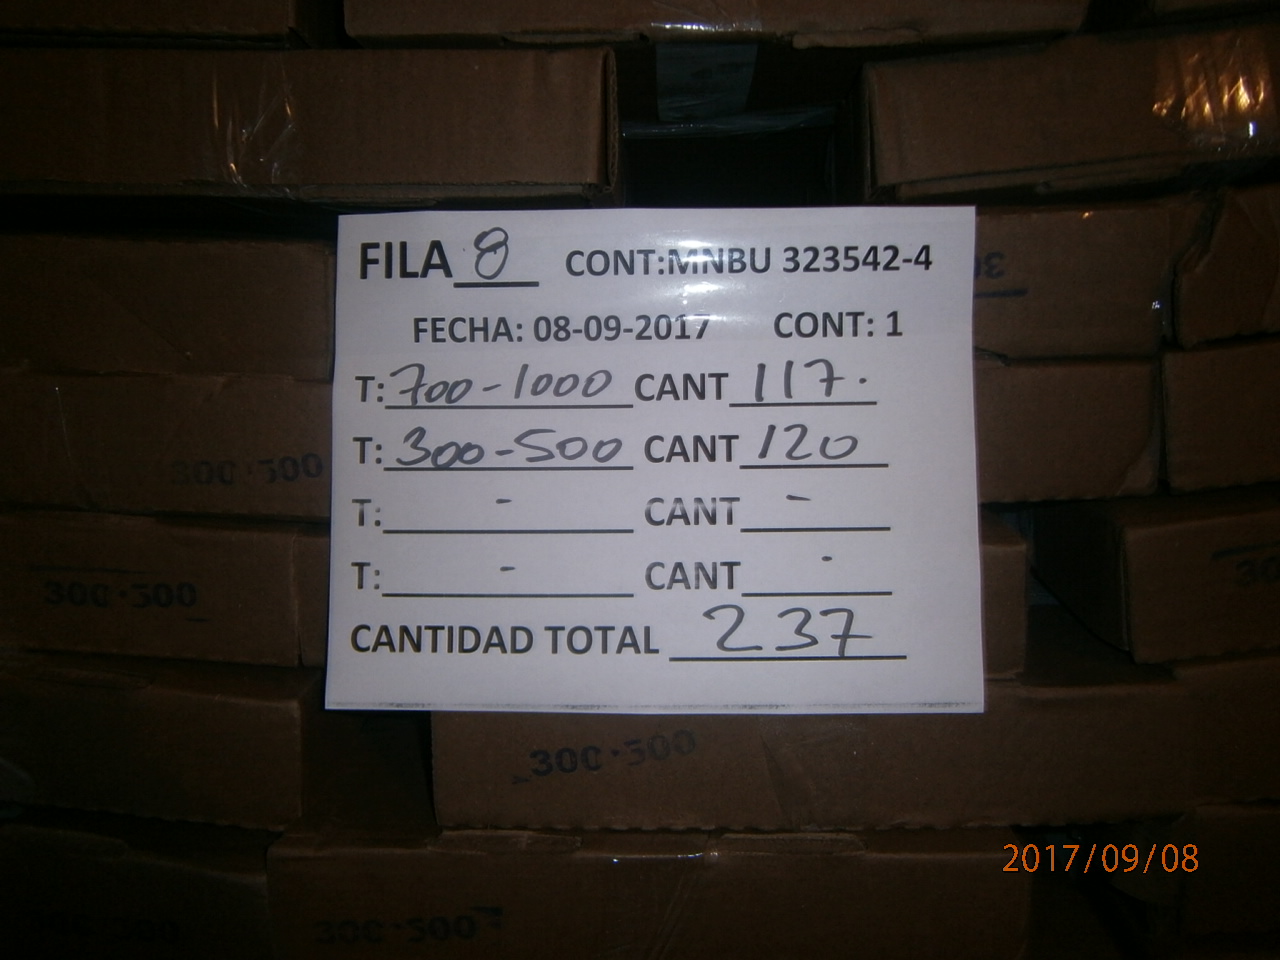 FILA 8 CONT:MNBU 323542-4
FECHA: 08-09-2017 CONT: 1
T: 700-1000 CANT 117.
T: 300-500 CANT 120
T: - CANT -
T: - CANT -
CANTIDAD TOTAL 237
300·500
300·500
300·500
300·500
2017/09/08